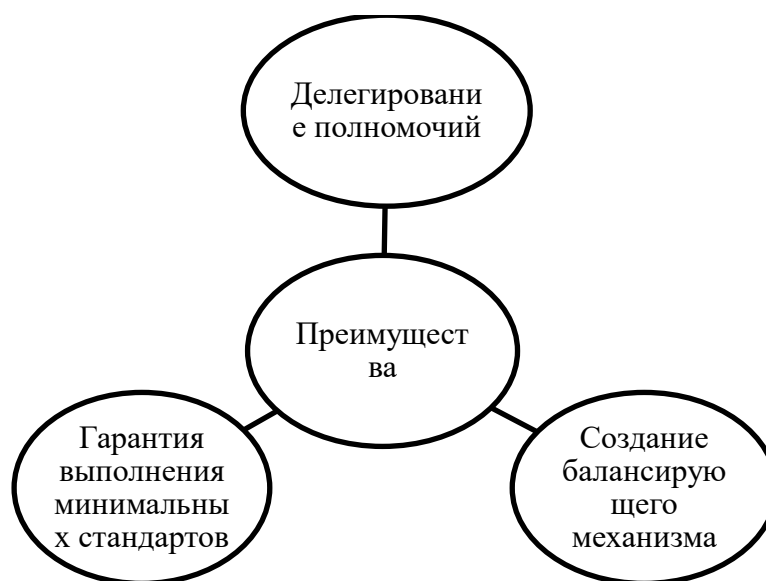 Делегировани
е полномочий
Преимущест
ва
Гарантия
выполнения
минимальны
х стандартов
Создание
балансирую
щего
механизма